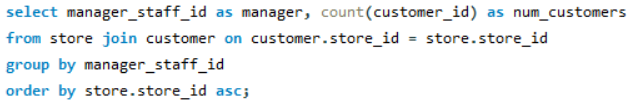 select manager_staff_id as manager, count(customer_id) as num_customers
from store join customer on customer.store_id = store.store_id
group by manager_staff_id
order by store.store_id asc;